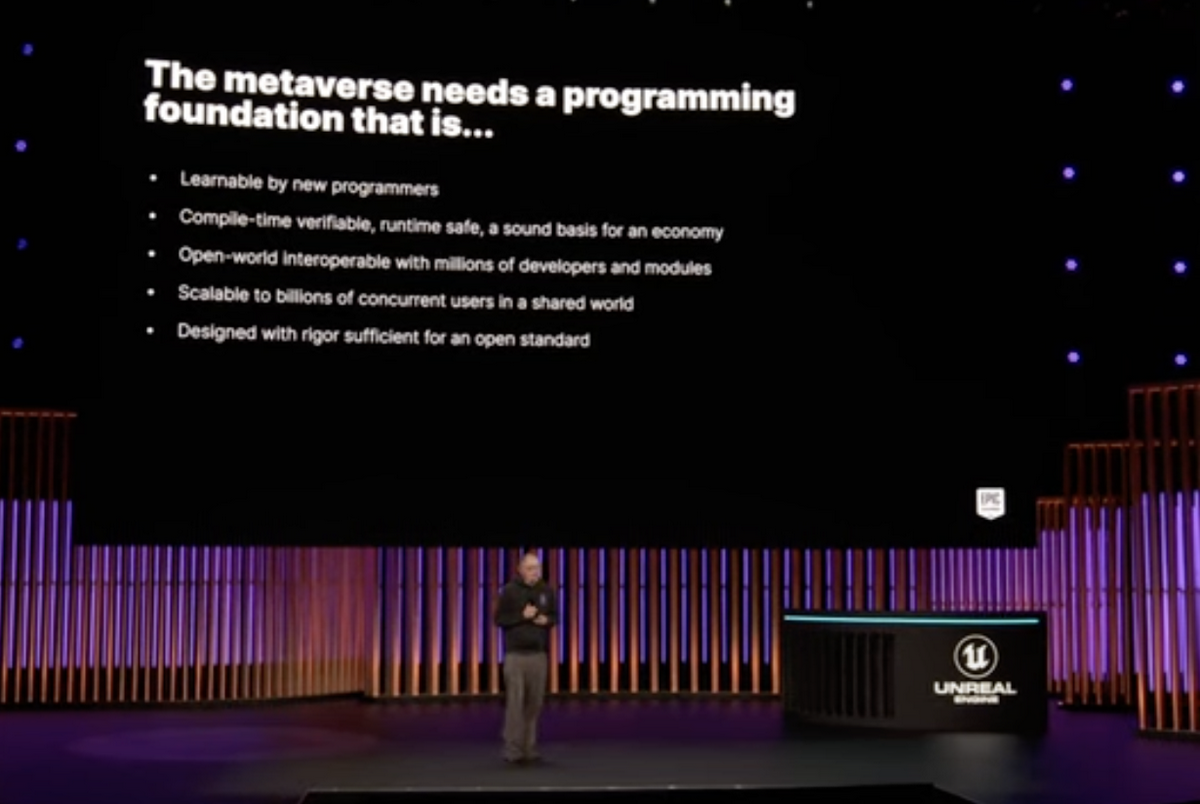 The metaverse needs a programming
foundation that is...
• Learnable by new programmers
• Compile-time verifiable, runtime safe, a sound basis for an economy
• Open-world interoperable with millions of developers and modules
• Scalable to billions of concurrent users in a shared world
• Designed with rigor sufficient for an open standard
EPIC
UNREAL
ENGINE